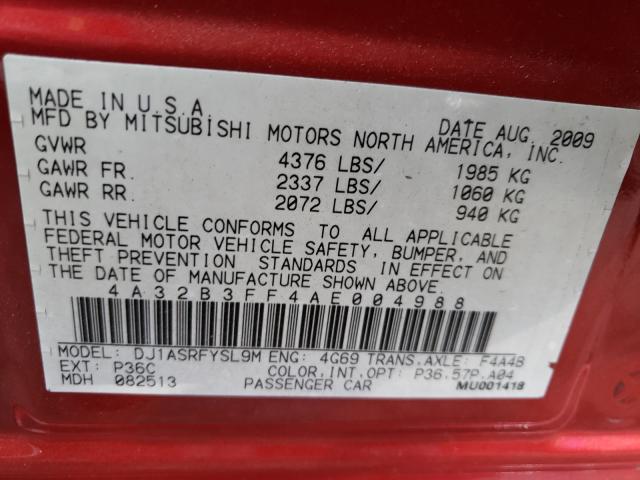 MADE IN U.S.A. DATE AUG. 2009
MFD BY MITSUBISHI MOTORS NORTH AMERICA, INC.
GVWR 4376 LBS/ 1985 KG
GAWR FR. 2337 LBS/ 1060 KG
GAWR RR. 2072 LBS/ 940 KG
THIS VEHICLE CONFORMS TO ALL APPLICABLE
FEDERAL MOTOR VEHICLE SAFETY, BUMPER, AND
THEFT PREVENTION STANDARDS IN EFFECT ON
THE DATE OF MANUFACTURE SHOWN ABOVE.
4A32B3FF4AE004988
MODEL: DJ1ASRFYSL9M ENG: 4G69 TRANS. AXLE: F4A4B
EXT: P36C COLOR, INT. OPT: P36.57P.A04
MDH 082513 PASSENGER CAR MU001418